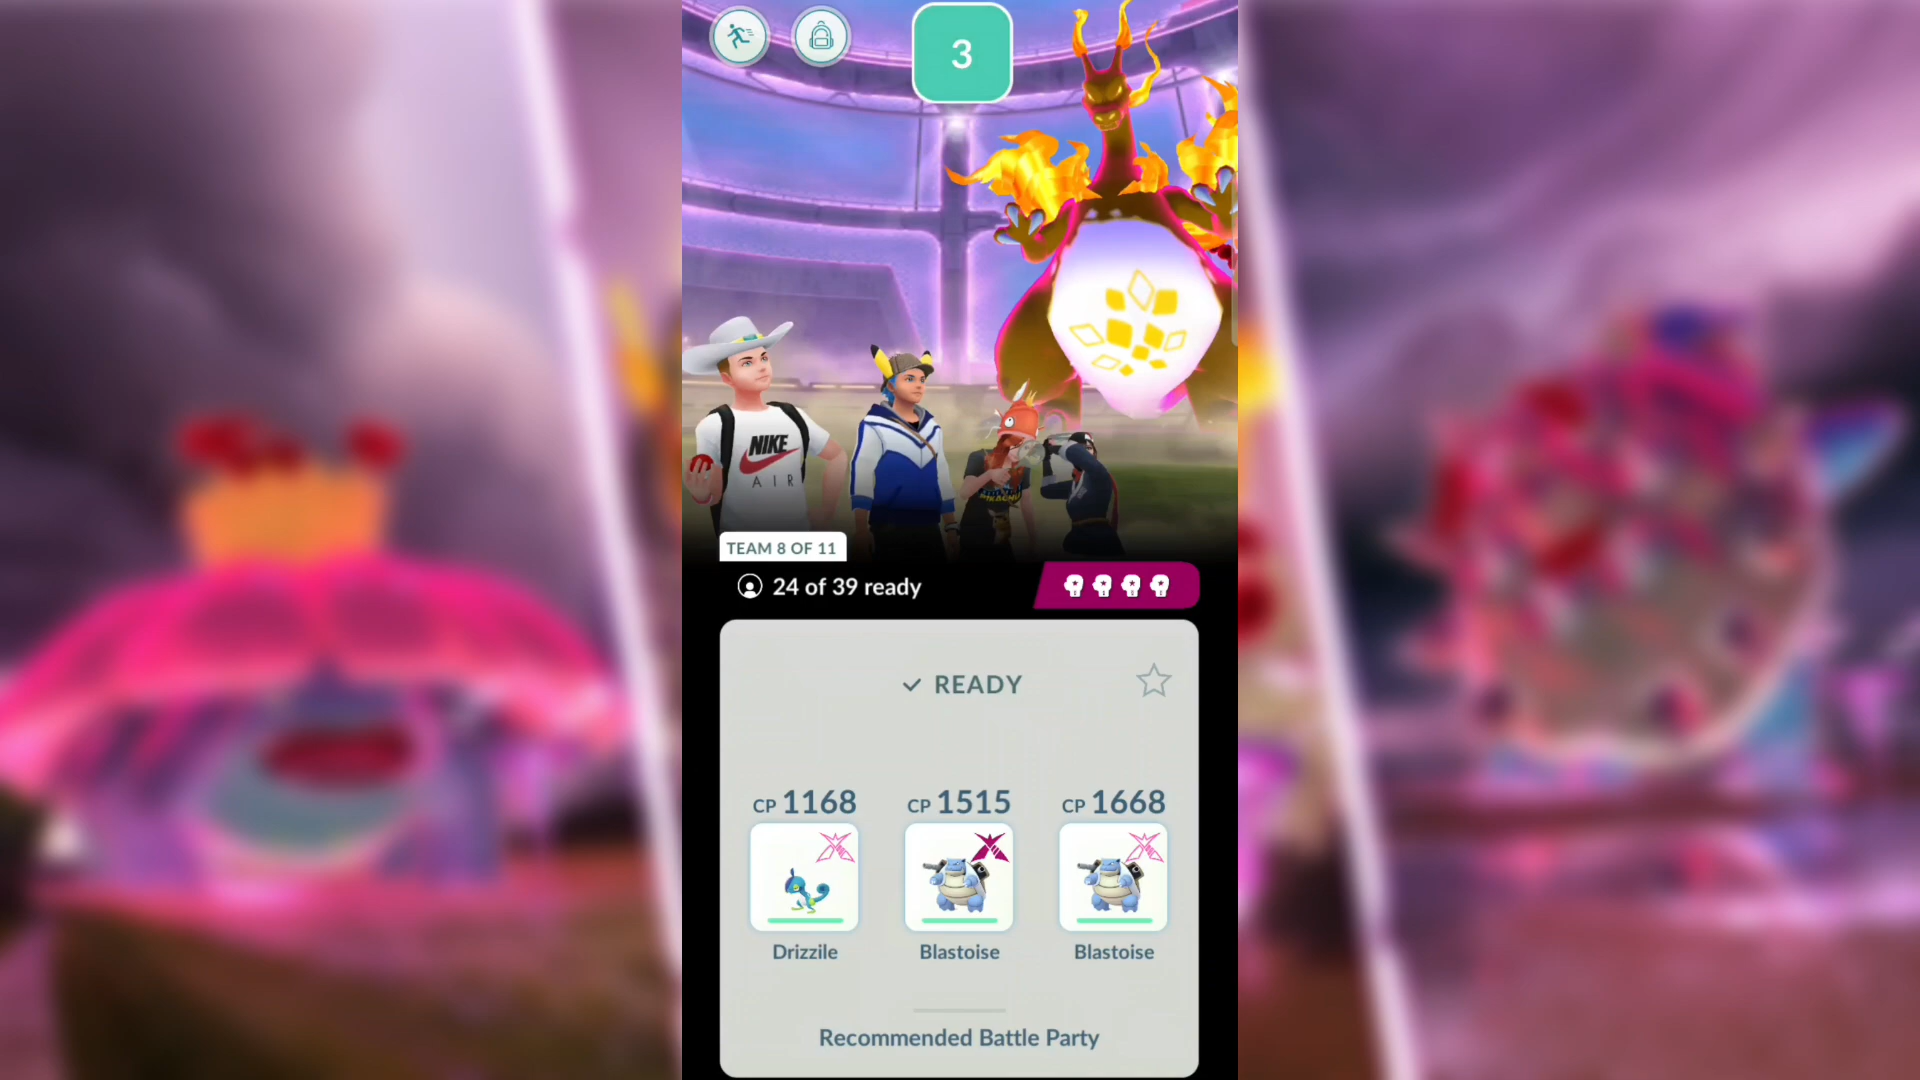 3
NIKE
AIR
PIKACHU
TEAM 8 OF 11
24 of 39 ready
READY
CP 1168
CP 1515
CP 1668
Drizzile
Blastoise
Blastoise
Recommended Battle Party